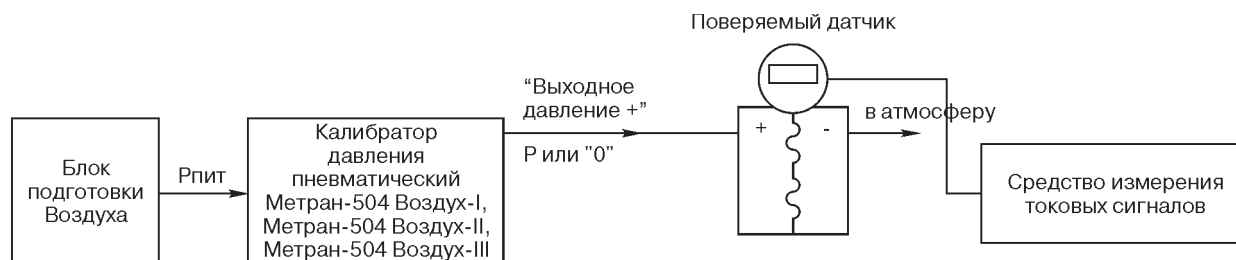 Поверяемый датчик
“Выходное
давление +”
Р или "0"
+
-
в атмосферу
Блок
подготовки
Воздуха
Рпит
Калибратор
давления
пневматический
Метран-504 Воздух-I,
Метран-504 Воздух-II,
Метран-504 Воздух-III
Средство измерения
токовых сигналов